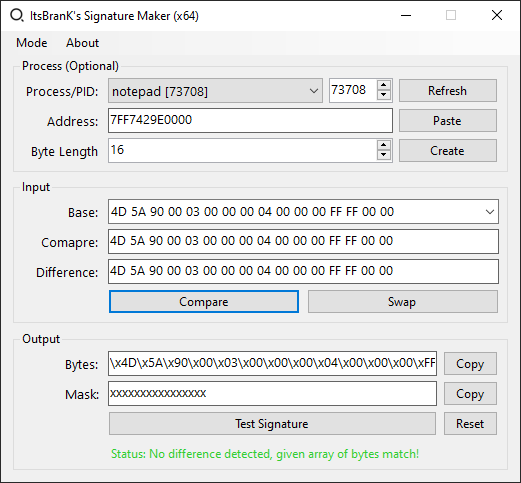 ItsBranK's Signature Maker (x64)
Mode About
Process (Optional)
Process/PID: notepad [73708] 73708 Refresh
Address: 7FF7429E0000 Paste
Byte Length 16 Create
Input
Base: 4D 5A 90 00 03 00 00 00 04 00 00 00 FF FF 00 00
Comapre: 4D 5A 90 00 03 00 00 00 04 00 00 00 FF FF 00 00
Difference: 4D 5A 90 00 03 00 00 00 04 00 00 00 FF FF 00 00
Compare Swap
Output
Bytes: \x4D\x5A\x90\x00\x03\x00\x00\x00\x04\x00\x00\x00\xFF Copy
Mask: xxxxxxxxxxxxxxxx Copy
Test Signature Reset
Status: No difference detected, given array of bytes match!